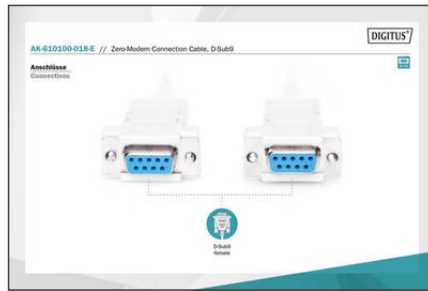 DIGITUS®
AK-610100-018-E // Zero-Modem Connection Cable, D-Sub9
Anschlüsse
Connections
D-Sub9
female